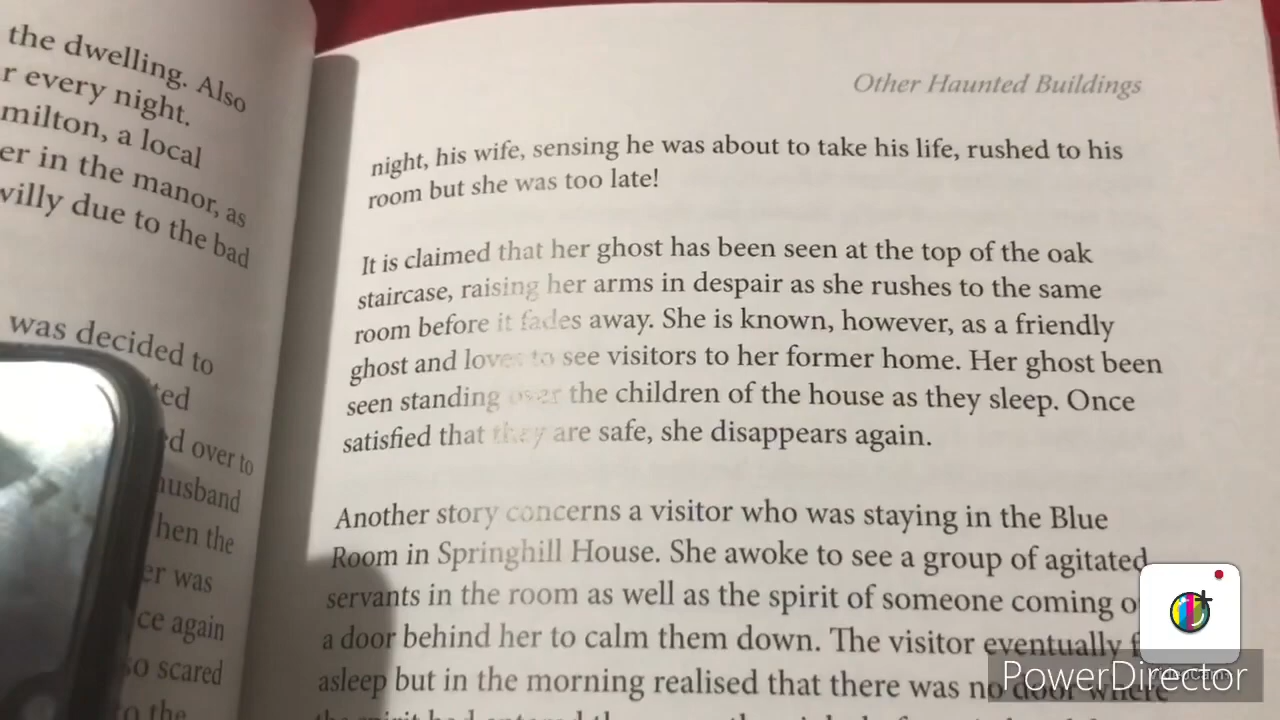 the dwelling. Also
r every night.
milton, a local
er in the manor, as
villy due to the bad
was decided to
ted
d over to
husband
hen the
er was
ce again
so scared
o the
Other Haunted Buildings
night, his wife, sensing he was about to take his life, rushed to his
room but she was too late!
It is claimed that her ghost has been seen at the top of the oak
staircase, raising her arms in despair as she rushes to the same
room before it fades away. She is known, however, as a friendly
ghost and loves to see visitors to her former home. Her ghost been
seen standing over the children of the house as they sleep. Once
satisfied that they are safe, she disappears again.
Another story concerns a visitor who was staying in the Blue
Room in Springhill House. She awoke to see a group of agitated
servants in the room as well as the spirit of someone coming
a door behind her to calm them down. The visitor eventually
asleep but in the morning realised that there was no door where
PowerDirector